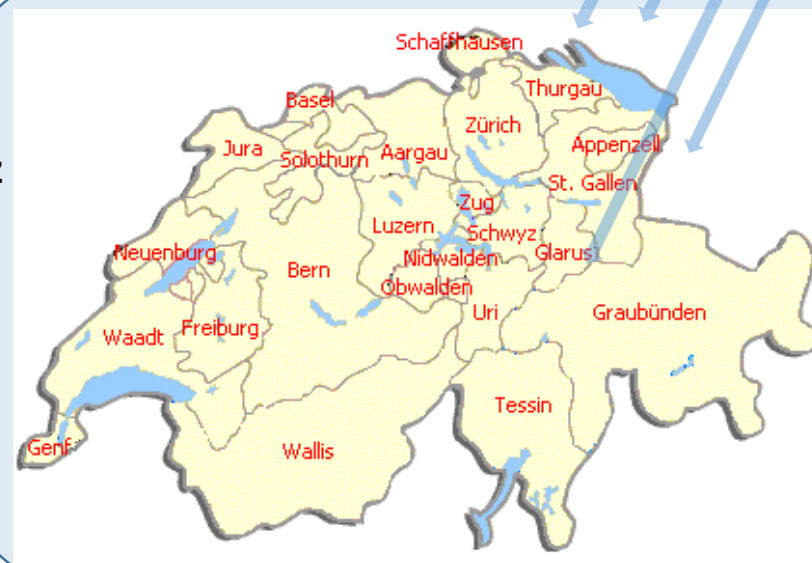 Schaffhausen
Thurgau
Basel
Zürich
Jura
Solothurn
Aargau
Appenzell
St. Gallen
Zug
Luzern
Schwyz
Neuenburg
Nidwalden
Glarus
Bern
Obwalden
Uri
Graubünden
Waadt
Freiburg
Tessin
Genf
Wallis